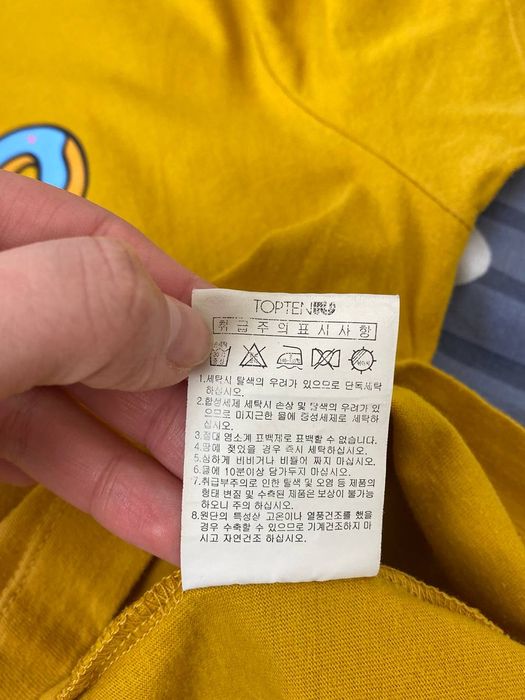 TOPTEN KIDS
취급주의표시사항
1.세탁시 탈색의 우려가 있으므로 단독세탁
하십시오.
2.합성세제 세탁시 손상 및 탈색의 우려가 있
으므로 미지근한 물에 중성세제로 세탁하
십시오.
3.절대 염소계 표백제로 표백할 수 없습니다.
4.땀에 젖었을 경우 즉시 세탁하십시오.
5.심하게 비비거나 비틀어 짜지 마십시오.
6.물에 10분이상 담가두지 마십시오.
7.취급부주의로 인한 탈색 및 오염 등 제품의
형태 변질 및 수축된 제품은 보상이 불가능
하오니 주의 하십시오.
8.원단의 특성상 고온이나 열풍건조를 했을
경우 수축할 수 있으므로 기계건조하지 마
시고 자연건조 하십시오.